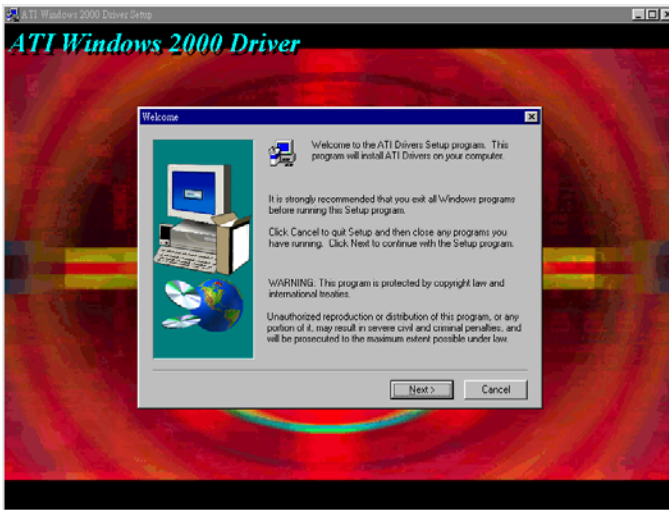 ATI Windows 2000 Driver Setup
ATI Windows 2000 Driver
Welcome
Welcome to the ATI Drivers Setup program. This
program will install ATI Drivers on your computer.
It is strongly recommended that you exit all Windows programs
before running this Setup program.
Click Cancel to quit Setup and then close any programs you
have running. Click Next to continue with the Setup program.
WARNING: This program is protected by copyright law and
international treaties.
Unauthorized reproduction or distribution of this program, or any
portion of it, may result in severe civil and criminal penalties, and
will be prosecuted to the maximum extent possible under law.
Next >
Cancel